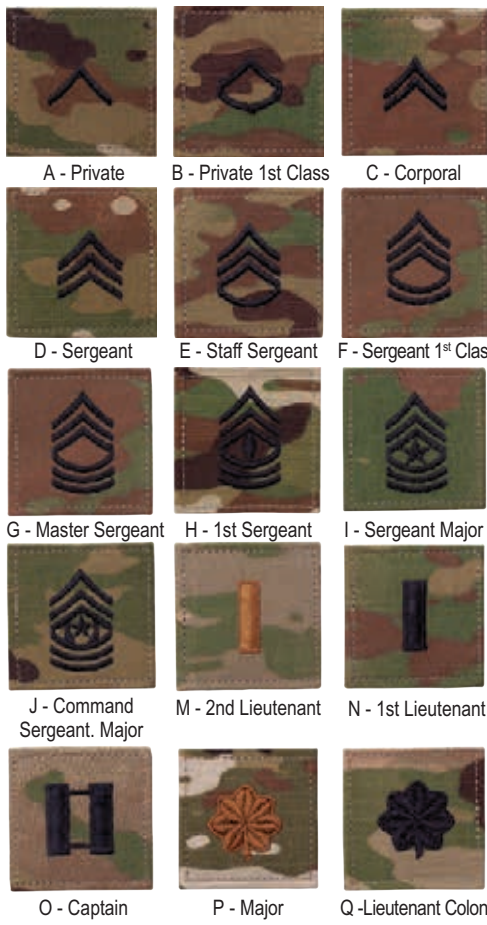 A - Private
B - Private 1st Class
C - Corporal
D - Sergeant
E - Staff Sergeant
F - Sergeant 1st Clas
G - Master Sergeant
H - 1st Sergeant
I - Sergeant Major
J - Command
Sergeant. Major
M - 2nd Lieutenant
N - 1st Lieutenant
O - Captain
P - Major
Q -Lieutenant Colon